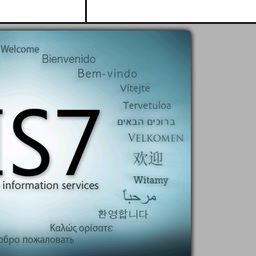 Welcome
Bienvenido
Bem-vindo
Vítejte
Tervetuloa
ברוכים הבאים
VELKOMEN
IS7
欢迎
information services
Witamy
مرحباً
환영합니다
Καλώς ορίσατε
обро пожаловать